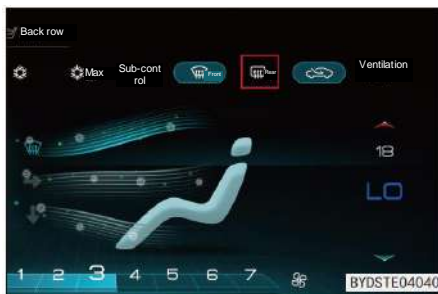 Back row
Max
Sub-cont
rol
Front
Rear
Ventilation
18
LO
1 2 3 4 5 6 7
BYDSTE04040